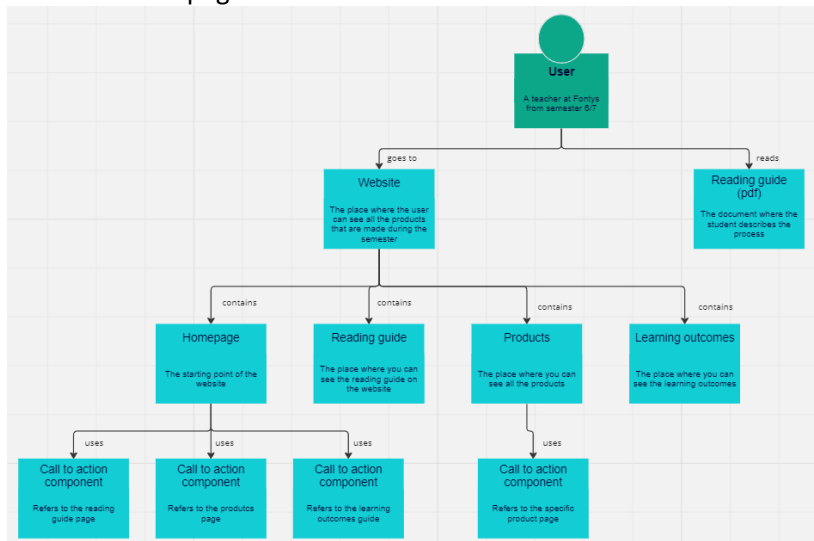 User
A teacher at Fontys
from semester 6/7
goes to
reads
Website
The place where the user
can see all the products
that are made during the
semester
Reading guide
(pdf)
The document where the
student describes the
process
contains
contains
contains
contains
Homepage
The starting point of the
website
Reading guide
The place where you can
see the reading guide on
the website
Products
The place where you can
see all the products
Learning outcomes
The place where you can
see the learning outcomes
uses
uses
uses
uses
Call to action
component
Refers to the reading
guide page
Call to action
component
Refers to the produtcs
page
Call to action
component
Refers to the learning
outcomes guide
Call to action
component
Refers to the specific
product page